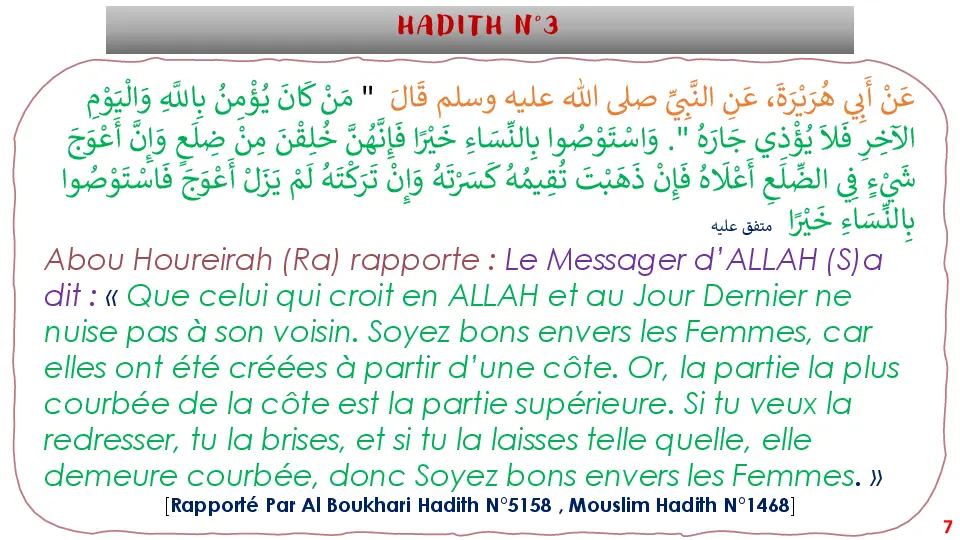 HADITH N°3
عَنْ أَبِي هُرَيْرَةَ، عَنِ النَّبِيِّ صلى الله عليه وسلم قَالَ " مَنْ كَانَ يُؤْمِنُ بِاللَّهِ وَالْيَوْمِ
الآخِرِ فَلاَ يُؤْذِي جَارَهُ ". وَاسْتَوْصُوا بِالنِّسَاءِ خَيْرًا فَإِنَّهُنَّ خُلِقْنَ مِنْ ضِلَعٍ وَإِنَّ أَعْوَجَ
شَيْءٍ فِي الضِّلَعِ أَعْلَاهُ فَإِنْ ذَهَبْتَ تُقِيمُهُ كَسَرْتَهُ وَإِنْ تَرَكْتَهُ لَمْ يَزَلْ أَعْوَجَ فَاسْتَوْصُوا
بِالنِّسَاءِ خَيْرًا متفق عليه
Abou Houreirah (Ra) rapporte : Le Messager d’ALLAH (S)a
dit : « Que celui qui croit en ALLAH et au Jour Dernier ne
nuise pas à son voisin. Soyez bons envers les Femmes, car
elles ont été créées à partir d’une côte. Or, la partie la plus
courbée de la côte est la partie supérieure. Si tu veux la
redresser, tu la brises, et si tu la laisses telle quelle, elle
demeure courbée, donc Soyez bons envers les Femmes. »
[Rapporté Par Al Boukhari Hadith N°5158 , Mouslim Hadith N°1468]
7